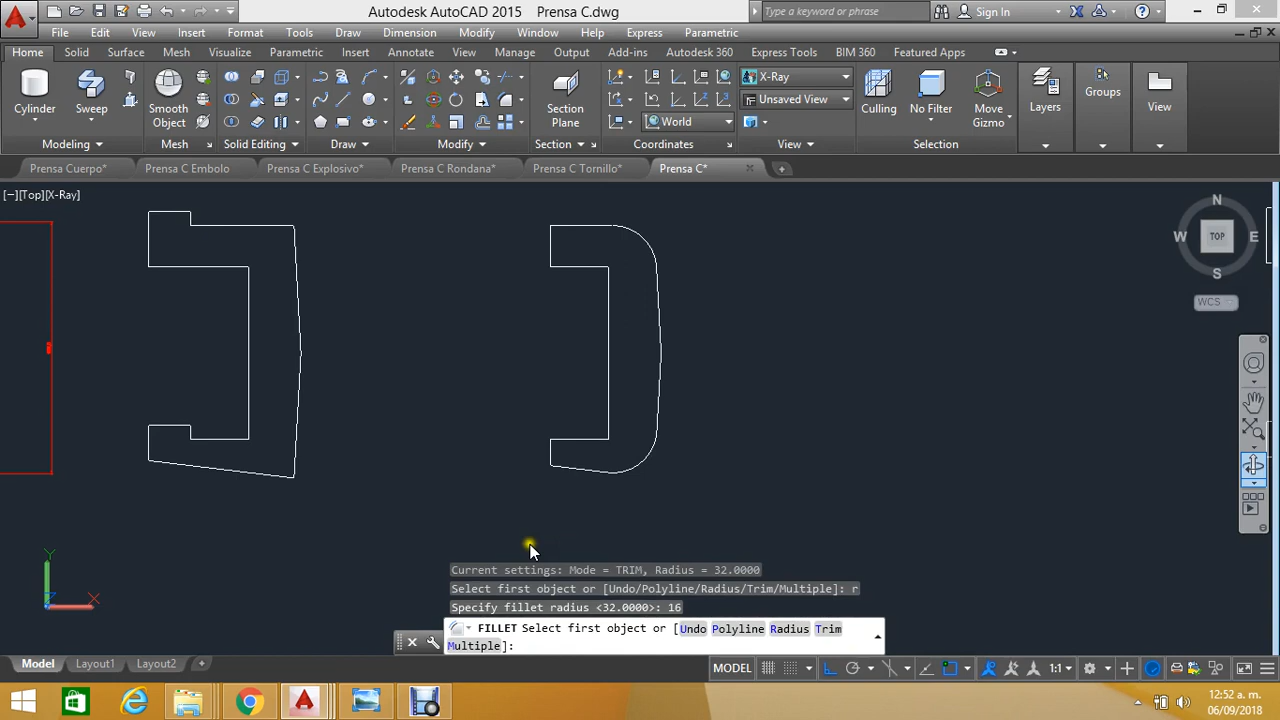 Autodesk AutoCAD 2015 Prensa C.dwg
Type a keyword or phrase
Sign In
File Edit View Insert Format Tools Draw Dimension Modify Window Help Express Parametric
Home Solid Surface Mesh Visualize Parametric Insert Annotate View Manage Output Add-ins Autodesk 360 Express Tools BIM 360 Featured Apps
X-Ray
Unsaved View
World
Cylinder
Sweep
Smooth
Object
Section
Plane
Culling
No Filter
Move
Gizmo
Layers
Groups
View
Modeling
Mesh
Solid Editing
Draw
Modify
Section
Coordinates
View
Selection
Prensa Cuerpo*
Prensa C Embolo
Prensa C Explosivo*
Prensa C Rondana*
Prensa C Tornillo*
Prensa C*
[−][Top][X-Ray]
N
W
TOP
E
S
WCS
Y
X
Current settings: Mode = TRIM, Radius = 32.0000
Select first object or [Undo/Polyline/Radius/Trim/Multiple]: r
Specify fillet radius <32.0000>: 16
FILLET Select first object or [Undo Polyline Radius Trim
Multiple]:
Model Layout1 Layout2
MODEL
1:1
12:52 a. m.
06/09/2018